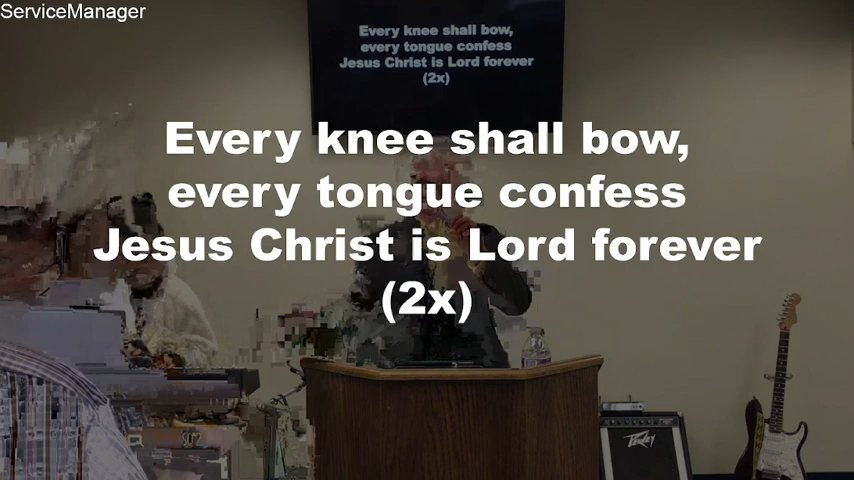 ServiceManager
Every knee shall bow,
every tongue confess
Jesus Christ is Lord forever
(2x)
Every knee shall bow,
every tongue confess
Jesus Christ is Lord forever
(2x)
Peavey